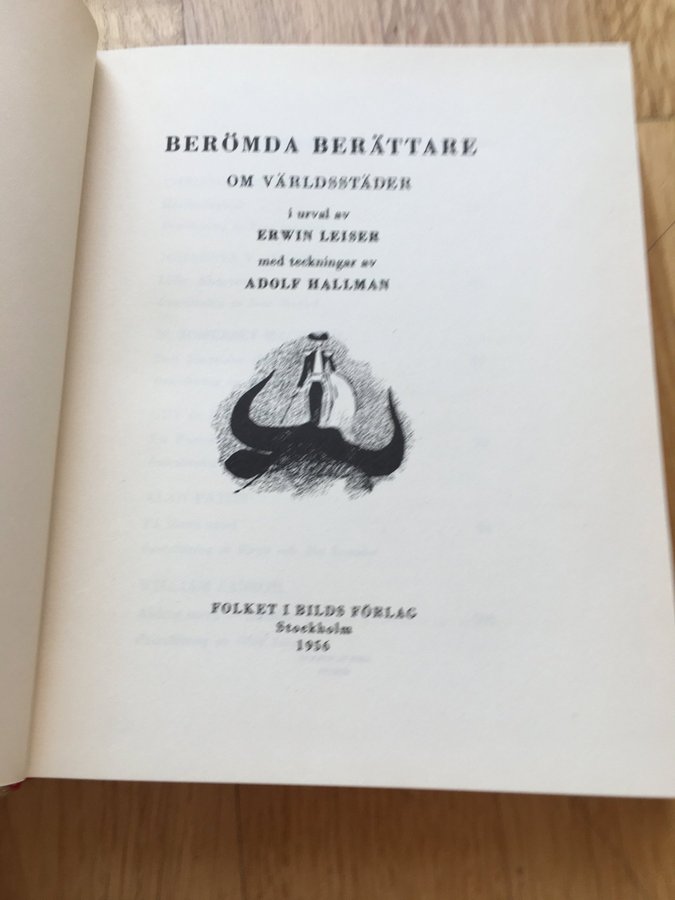 BERÖMDA BERÄTTARE
OM VÄRLDSSTÄDER
i urval av
ERWIN LEISER
med teckningar av
ADOLF HALLMAN
FOLKET I BILDS FÖRLAG
Stockholm
1956